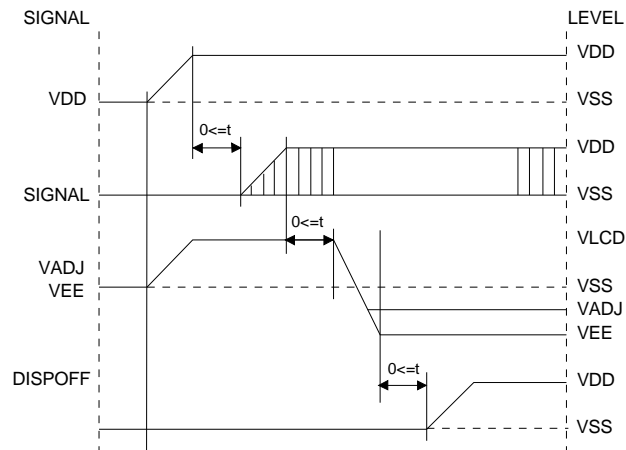 SIGNAL LEVEL
VDD
VDD VSS
0<=t
VDD
SIGNAL VSS
0<=t
VLCD
VADJ
VEE VSS
VADJ
VEE
0<=t
DISPOFF VDD
VSS